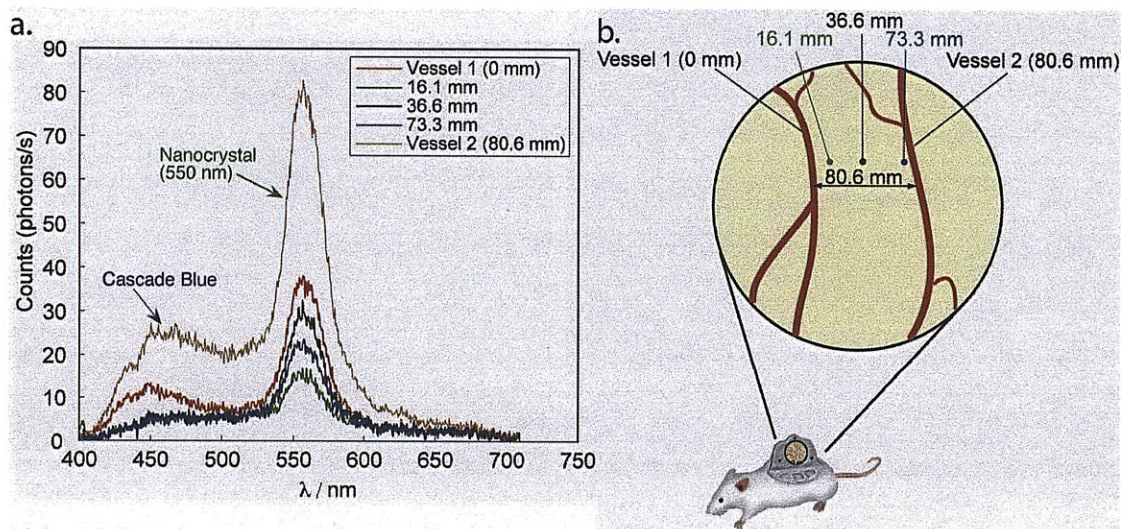 a.
90
80
70
60
50
40
30
20
10
0
Counts (photons/s)
Vessel 1 (0 mm)
16.1 mm
36.6 mm
73.3 mm
Vessel 2 (80.6 mm)
Nanocrystal
(550 nm)
Cascade Blue
400 450 500 550 600 650 700 750
λ / nm
b.
36.6 mm
16.1 mm 73.3 mm
Vessel 1 (0 mm) Vessel 2 (80.6 mm)
80.6 mm